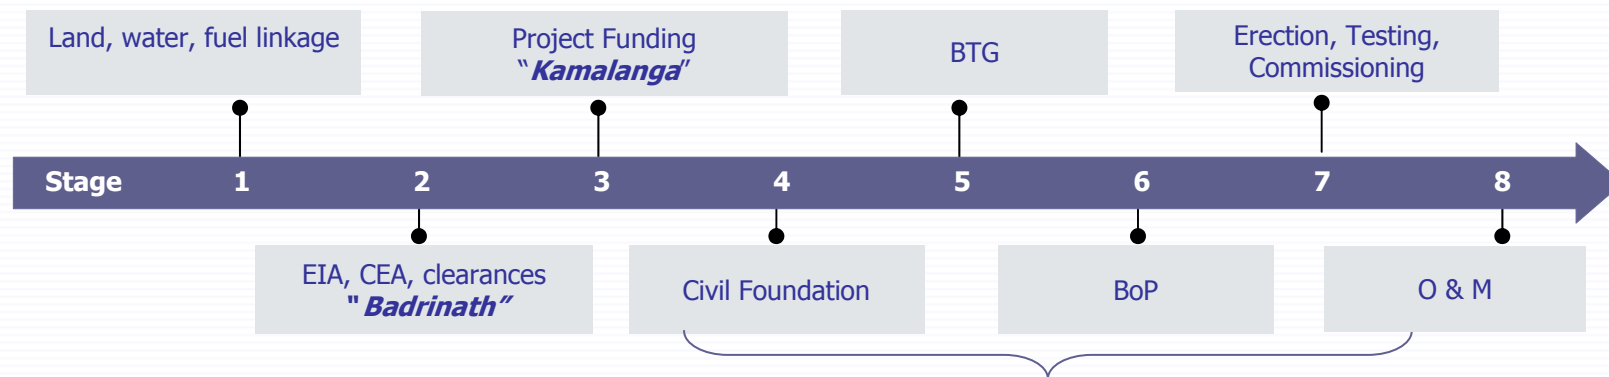 Land, water, fuel linkage
Project Funding
“Kamalanga”
BTG
Erection, Testing,
Commissioning
Stage 1 2 3 4 5 6 7 8
EIA, CEA, clearances
"Badrinath”
Civil Foundation
BoP
O & M